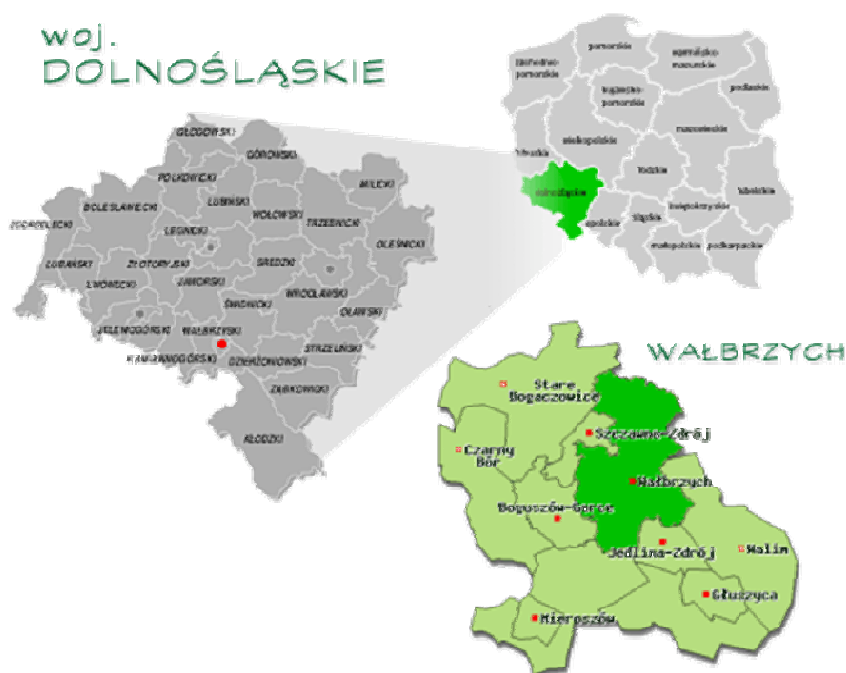 woj.
DOLNOŚLĄSKIE
pomorskie
zachodnio
pomorskie
warmińsko
mazurskie
podlaskie
kujawsko
pomorskie
mazowieckie
wielkopolskie
lubuskie
łódzkie
lubelskie
dolnośląskie
opolskie
śląskie
świętokrzyskie
małopolskie
podkarpackie
GŁOGOWSKI
GÓROWSKI
POLKOWICKI
MILICKI
BOLESŁAWECKI
LUBIŃSKI
WOŁOWSKI
TRZEBNICKI
ZGORZELECKI
LEGNICKI
OLEŚNICKI
LUBAŃSKI
ZŁOTORYJSKI
ŚREDZKI
LWÓWECKI
JAWORSKI
WROCŁAWSKI
ŚWIDNICKI
OŁAWSKI
JELENIOGÓRSKI
WAŁBRZYSKI
STRZELIŃSKI
KAMIENNOGÓRSKI
DZIERŻONIOWSKI
ZĄBKOWICKI
KŁODZKI
WAŁBRZYCH
Stare
Bogaczowice
Szczawno-Zdrój
Czarny
Bór
Wałbrzych
Boguszów-Gorce
Jedlina-Zdrój
Walim
Głuszyca
Mieroszów